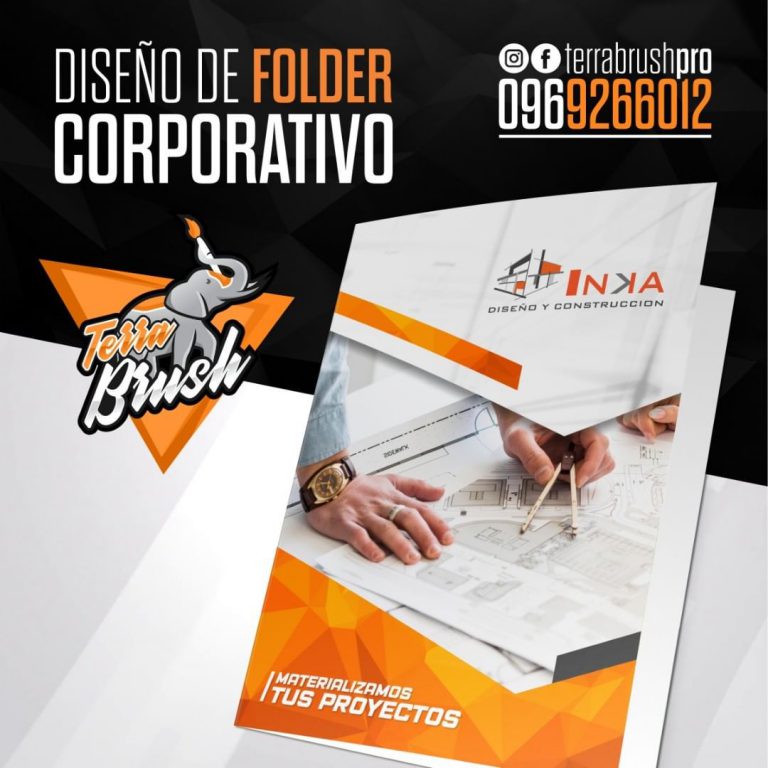 DISEÑO DE FOLDER
CORPORATIVO
terrabrushpro
0969266012
Terra
Brush
INKA
DISEÑO Y CONSTRUCCION
MATERIALIZAMOS
TUS PROYECTOS